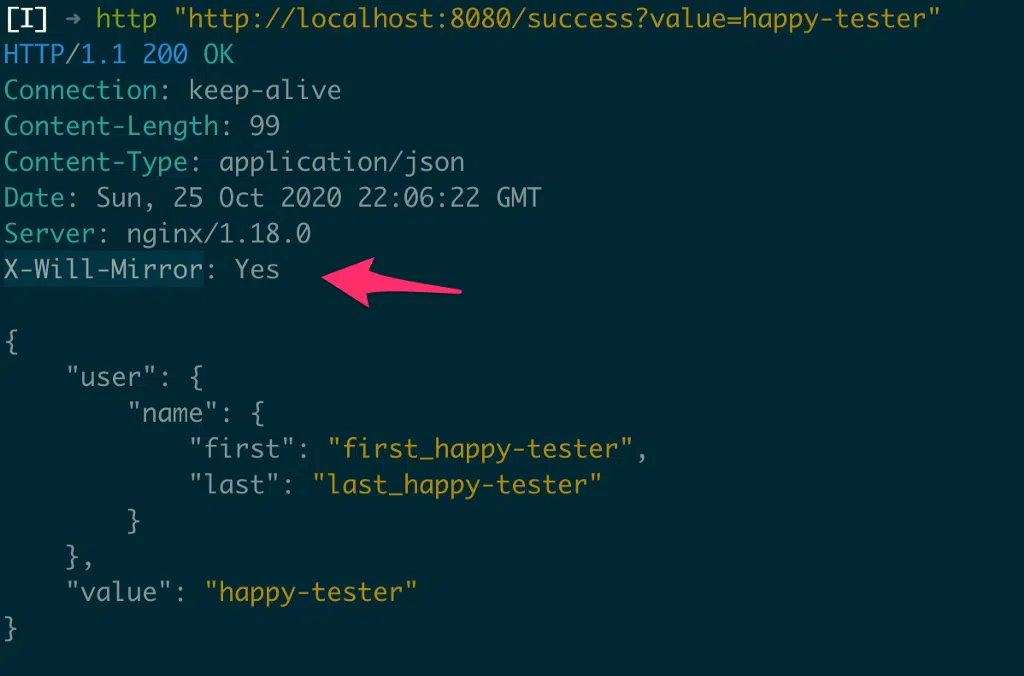 [I] → http "http://localhost:8080/success?value=happy-tester"
HTTP/1.1 200 OK
Connection: keep-alive
Content-Length: 99
Content-Type: application/json
Date: Sun, 25 Oct 2020 22:06:22 GMT
Server: nginx/1.18.0
X-Will-Mirror: Yes
{
    "user": {
        "name": {
            "first": "first_happy-tester",
            "last": "last_happy-tester"
        }
    },
    "value": "happy-tester"
}